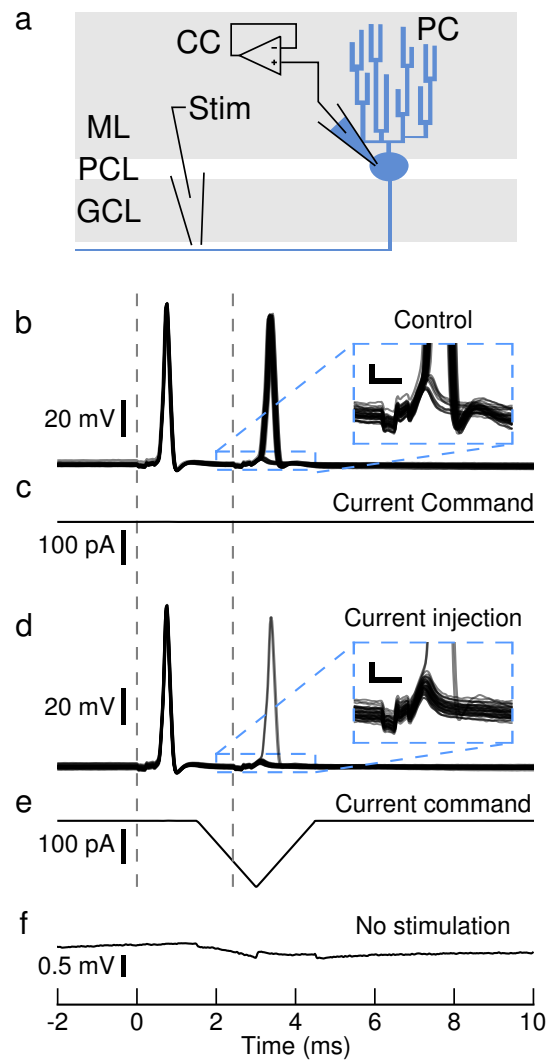 a
CC
PC
Stim
ML
PCL
GCL
b
Control
20 mV
c
Current Command
100 pA
d
Current injection
20 mV
e
Current command
100 pA
f
No stimulation
0.5 mV
-2 0 2 4 6 8 10
Time (ms)